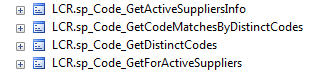 LCR.sp_Code_GetActiveSuppliersInfo
LCR.sp_Code_GetCodeMatchesByDistinctCodes
LCR.sp_Code_GetDistinctCodes
LCR.sp_Code_GetForActiveSuppliers